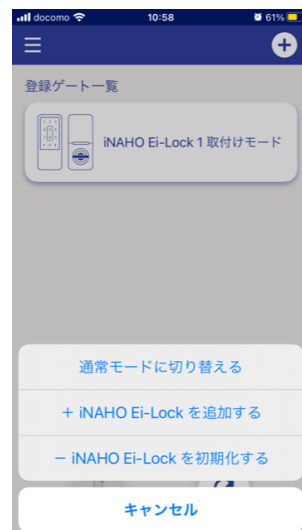 docomo 10:58 61%
登録ゲート一覧
iNAHO Ei-Lock 1 取付けモード
通常モードに切り替える
+ iNAHO Ei-Lock を追加する
− iNAHO Ei-Lock を初期化する
キャンセル